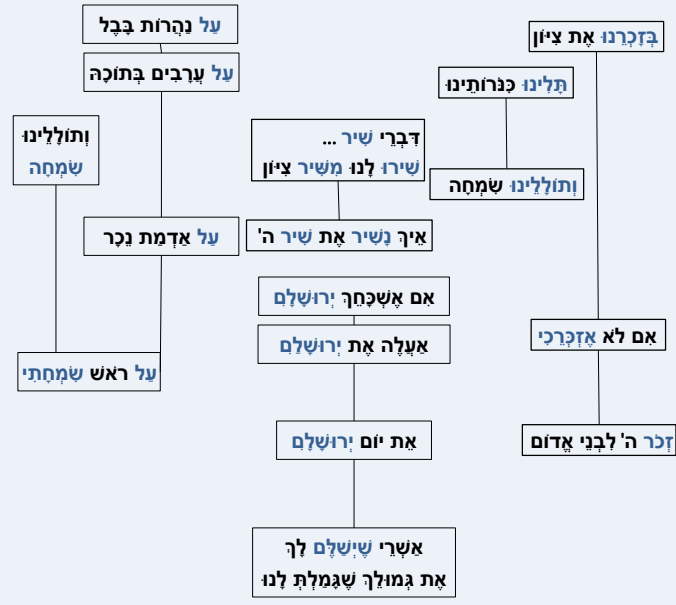 עַל נַהֲרוֹת בָּבֶל
בְּזָכְרֵנוּ אֶת צִיּוֹן
עַל עֲרָבִים בְּתוֹכָהּ
תָּלִינוּ כִּנֹּרוֹתֵינוּ
וְתוֹלָלֵינוּ
שִׂמְחָה
דִּבְרֵי שִׁיר ...
שִׁירוּ לָנוּ מִשִּׁיר צִיּוֹן
וְתוֹלָלֵינוּ שִׂמְחָה
עַל אַדְמַת נֵכָר
אֵיךְ נָשִׁיר אֶת שִׁיר ה'
אִם אֶשְׁכָּחֵךְ יְרוּשָׁלִָם
אִם לֹא אֶזְכְּרֵכִי
אַעֲלֶה אֶת יְרוּשָׁלִַם
עַל רֹאשׁ שִׂמְחָתִי
אֵת יוֹם יְרוּשָׁלִָם
זְכֹר ה' לִבְנֵי אֱדוֹם
אַשְׁרֵי שֶׁיְשַׁלֶּם לָךְ
אֶת גְּמוּלֵךְ שֶׁגָּמַלְתְּ לָנוּ